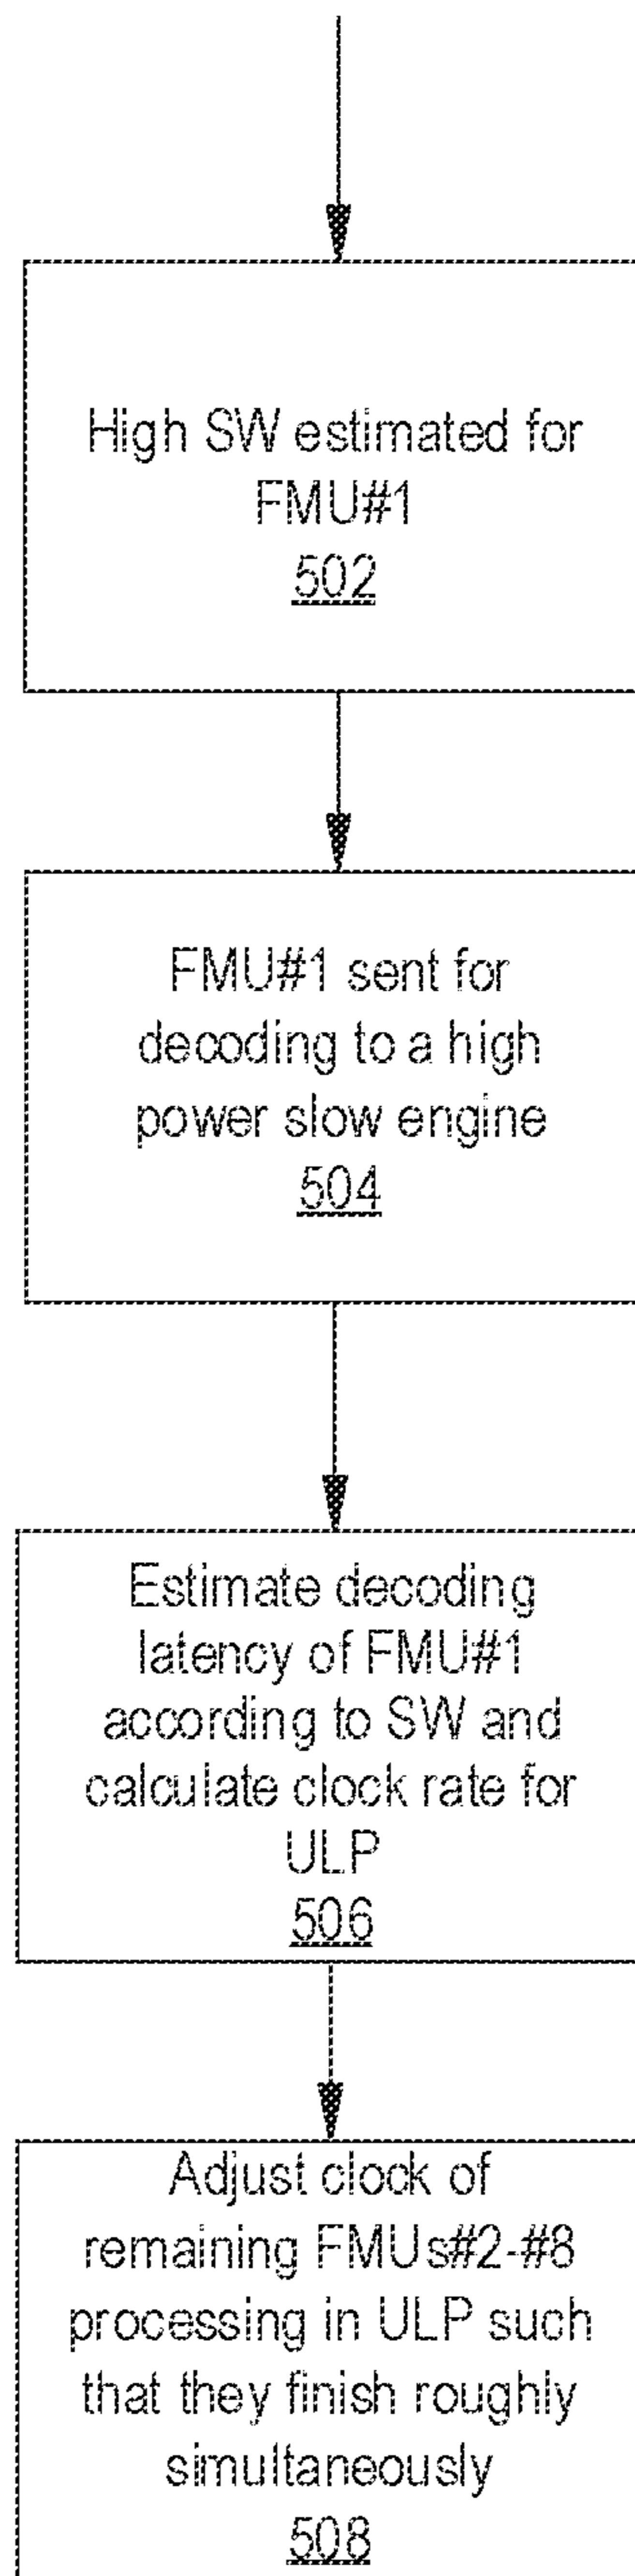 High SW estimated for
FMU#1
502
FMU#1 sent for
decoding to a high
power slow engine
504
Estimate decoding
latency of FMU#1
according to SW and
calculate clock rate for
ULP
506
Adjust clock of
remaining FMUs#2-#8
processing in ULP such
that they finish roughly
simultaneously
508